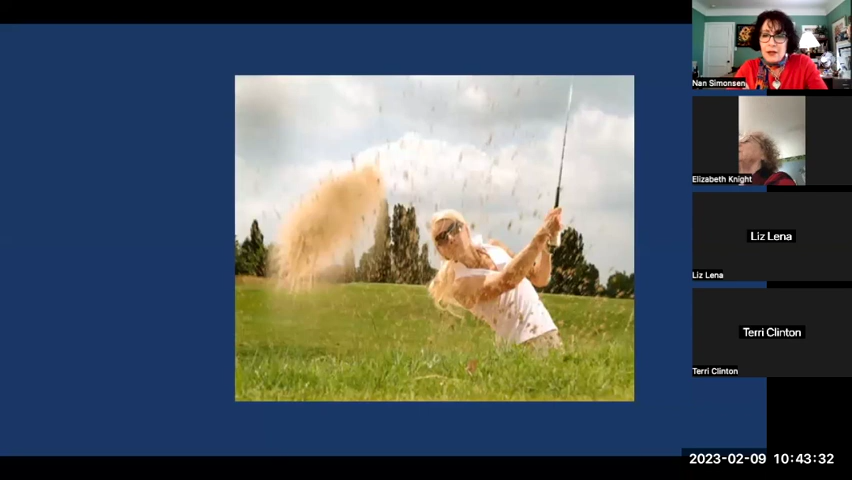 Nan Simonsen
Elizabeth Knight
Liz Lena
Liz Lena
Terri Clinton
Terri Clinton
2023-02-09 10:43:32